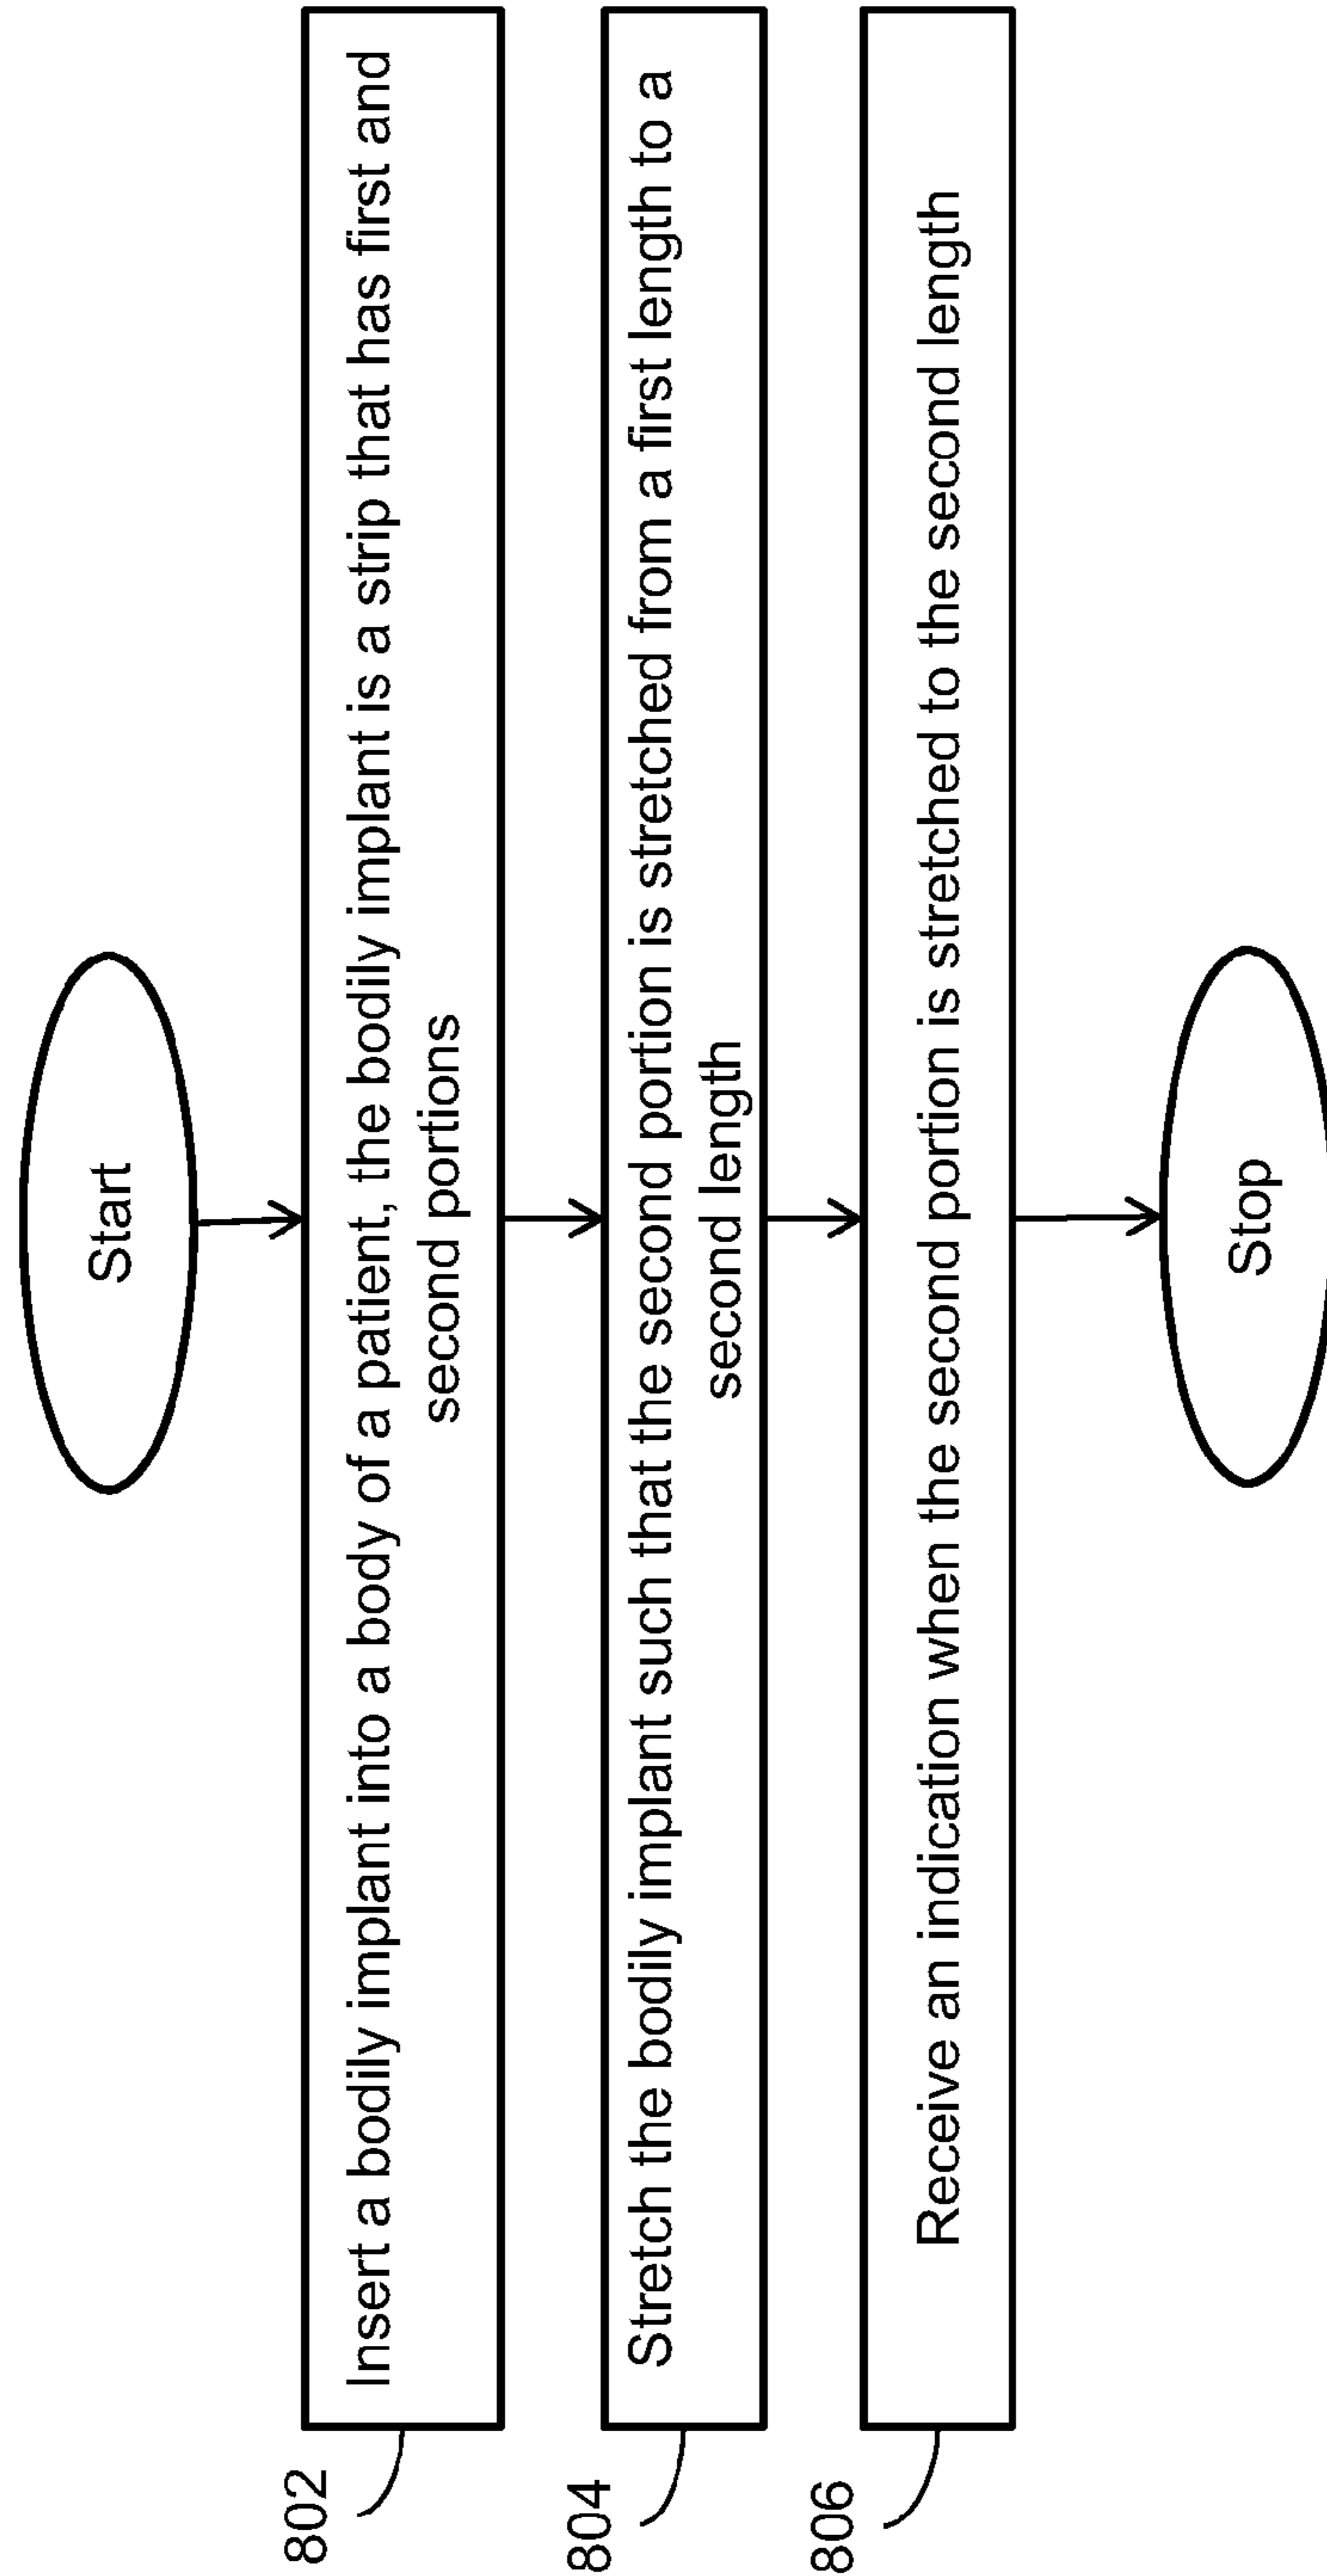 Start
802
Insert a bodily implant into a body of a patient, the bodily implant is a strip that has first and
second portions
804
Stretch the bodily implant such that the second portion is stretched from a first length to a
second length
806
Receive an indication when the second portion is stretched to the second length
Stop